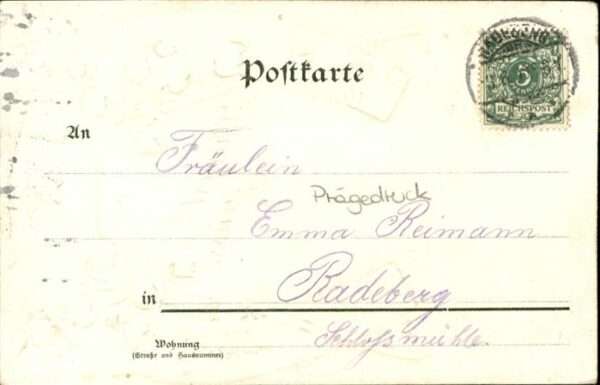 Postkarte
5
REICHSPOST
An
Fräulein
Prägedruck
Emma Reimann
in Radeberg
Wohnung
(Straße und Hausnummer)
Schloßmühle.